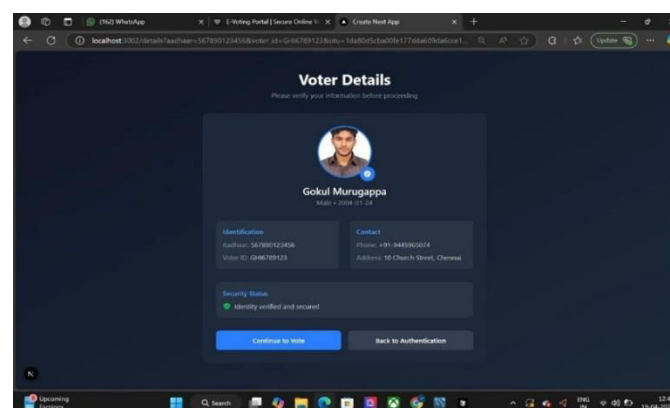 (162) WhatsApp
E-Voting Portal | Secure Online V
Create Next App
localhost:3002/details?aadhaar=567890123456&voter_id=GHI6789123&
Update
Voter Details
Please verify your information before proceeding
Gokul Murugappa
Male • 2004-01-24
Identification
Contact
Aadhaar: 567890123456
Phone: +91-9445965074
Voter ID: GHI6789123
Address: 10 Church Street, Chennai
Security Status
Identity verified and secured
Continue to Vote
Back to Authentication
N
Upcoming
Earnings
Search
ENG
IN